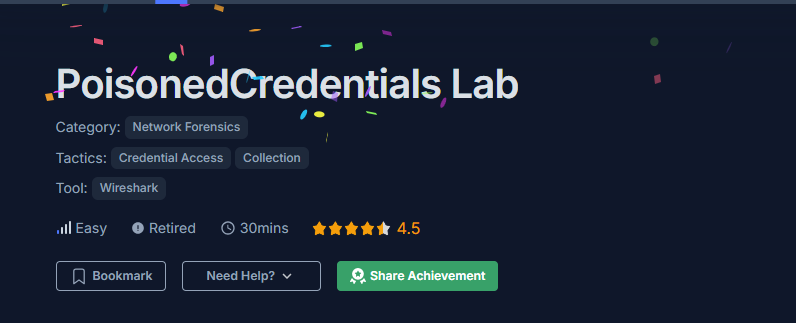 PoisonedCredentials Lab
Category: Network Forensics
Tactics: Credential Access Collection
Tool: Wireshark
Easy Retired 30mins 4.5
Bookmark Need Help? Share Achievement